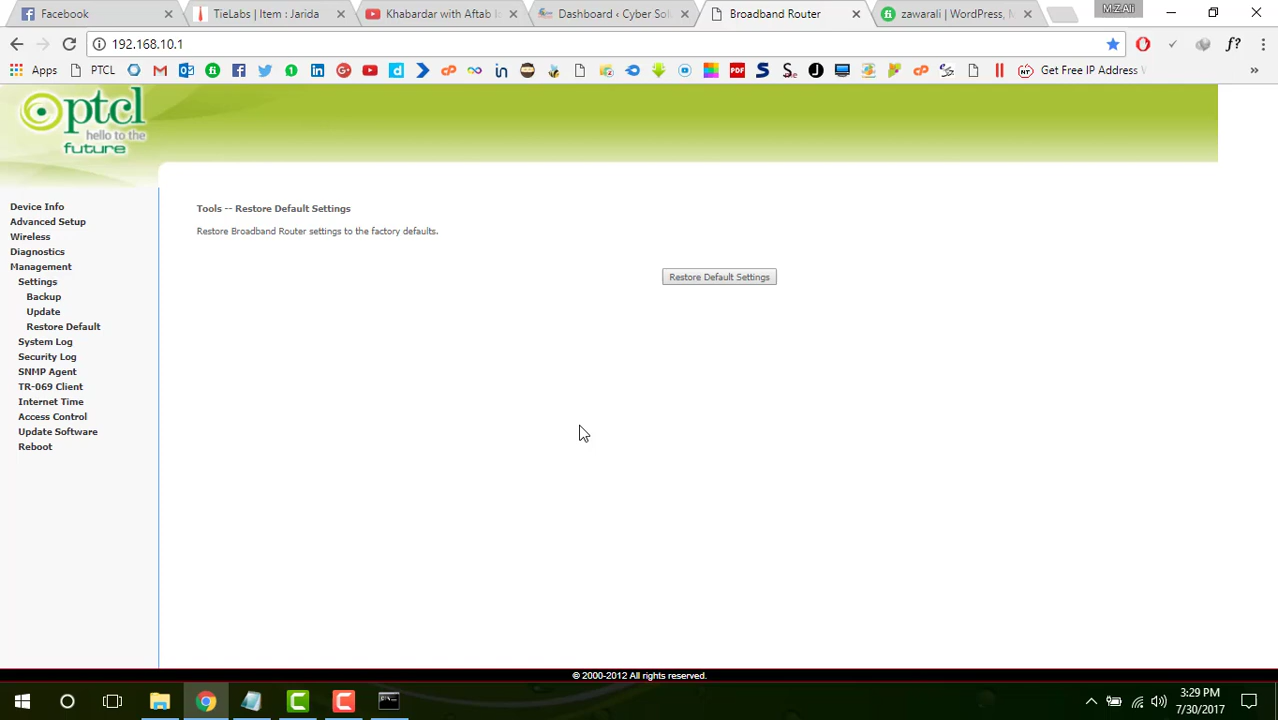 Facebook
TieLabs | Item : Jarida
Khabardar with Aftab I
Dashboard ‹ Cyber Sol
Broadband Router
zawarali | WordPress, M
M.Z.Ali
192.168.10.1
f?
Apps
PTCL
Get Free IP Address
ptcl
hello to the
future
Device Info
Advanced Setup
Wireless
Diagnostics
Management
Settings
Backup
Update
Restore Default
System Log
Security Log
SNMP Agent
TR-069 Client
Internet Time
Access Control
Update Software
Reboot
Tools -- Restore Default Settings
Restore Broadband Router settings to the factory defaults.
Restore Default Settings
© 2000-2012 All rights reserved.
3:29 PM
7/30/2017